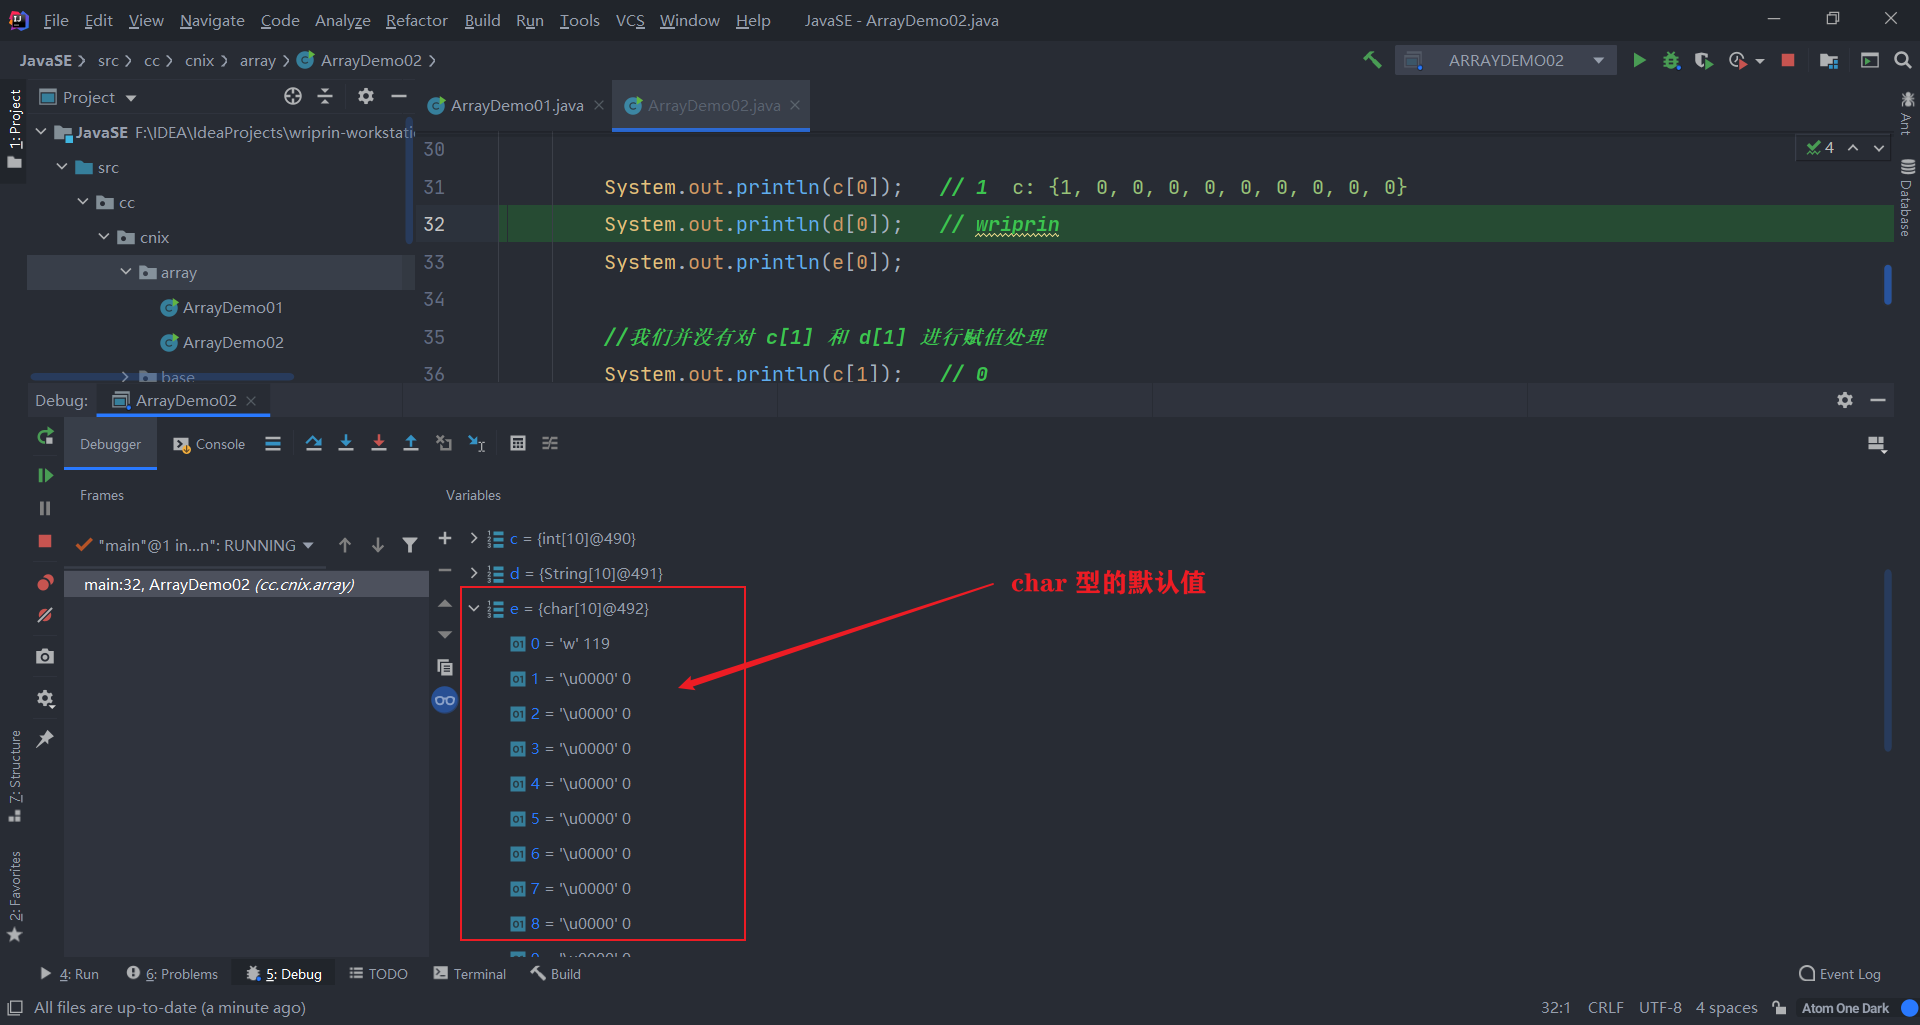 File Edit View Navigate Code Analyze Refactor Build Run Tools VCS Window Help JavaSE - ArrayDemo02.java
JavaSE src cc cnix array ArrayDemo02 ARRAYDEMO02
1: Project
Project
ArrayDemo01.java ArrayDemo02.java
JavaSE F:\IDEA\IdeaProjects\wriprin-workstati
src
cc
cnix
array
ArrayDemo01
ArrayDemo02
base
30
31 System.out.println(c[0]); // 1 c: {1, 0, 0, 0, 0, 0, 0, 0, 0, 0}
32 System.out.println(d[0]); // wriprin
33 System.out.println(e[0]);
34
35 //我们并没有对 c[1] 和 d[1] 进行赋值处理
36 System.out.println(c[1]); // 0
4
Ant
Database
Debug: ArrayDemo02
Debugger Console
Frames
Variables
"main"@1 in...n": RUNNING
main:32, ArrayDemo02 (cc.cnix.array)
c = {int[10]@490}
d = {String[10]@491}
e = {char[10]@492}
0 = 'w' 119
1 = '\u0000' 0
2 = '\u0000' 0
3 = '\u0000' 0
4 = '\u0000' 0
5 = '\u0000' 0
6 = '\u0000' 0
7 = '\u0000' 0
8 = '\u0000' 0
char 型的默认值
7: Structure
2: Favorites
4: Run 6: Problems 5: Debug TODO Terminal Build Event Log
All files are up-to-date (a minute ago) 32:1 CRLF UTF-8 4 spaces Atom One Dark